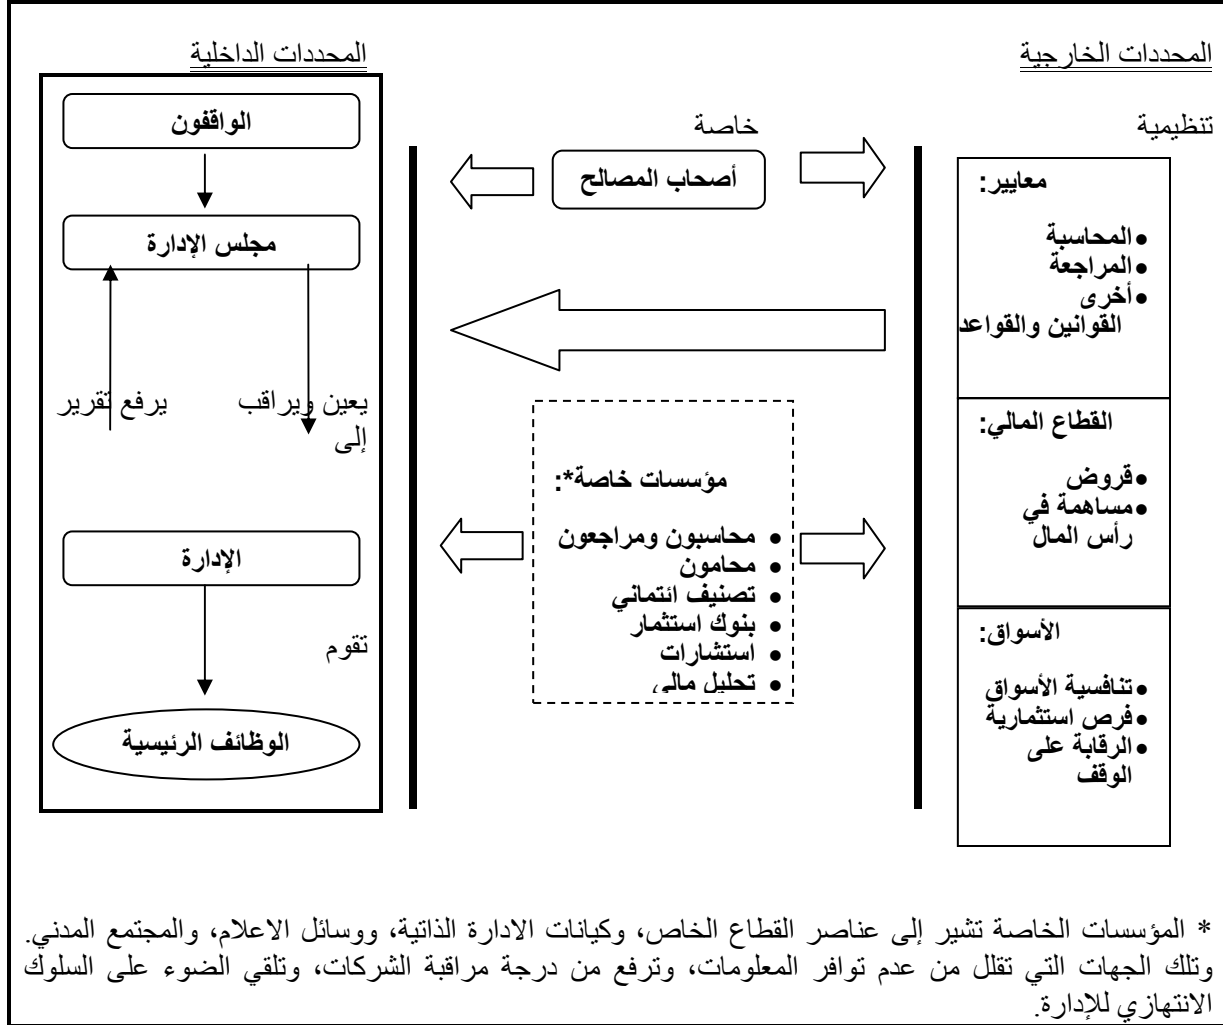 المحددات الخارجية
المحددات الداخلية
تنظيمية
خاصة
معايير:
• المحاسبة
• المراجعة
• أخرى
القوانين والقواعد
القطاع المالي:
• قروض
• مساهمة في
رأس المال
الأسواق:
• تنافسية الأسواق
• فرص استثمارية
• الرقابة على
الوقف
أصحاب المصالح
مؤسسات خاصة*:
• محاسبون ومراجعون
• محامون
• تصنيف ائتماني
• بنوك استثمار
• استشارات
• تحليل مالي
الواقفون
مجلس الإدارة
يعين ويراقب يرفع تقرير
إلى
الإدارة
تقوم
الوظائف الرئيسية
* المؤسسات الخاصة تشير إلى عناصر القطاع الخاص، وكيانات الادارة الذاتية، ووسائل الاعلام، والمجتمع المدني.
وتلك الجهات التي تقلل من عدم توافر المعلومات، وترفع من درجة مراقبة الشركات، وتلقي الضوء على السلوك
الانتهازي للإدارة.